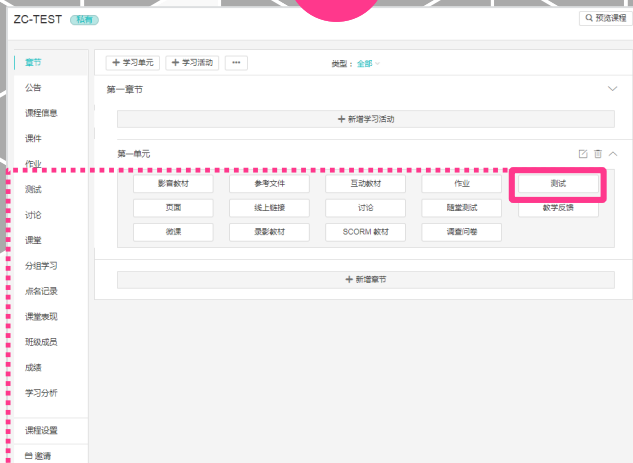 ZC-TEST 私有
预览课程
章节
公告
课程信息
课件
作业
测试
讨论
课堂
分组学习
点名记录
课堂表现
班级成员
成绩
学习分析
课程设置
邀请
+ 学习单元 + 学习活动 ••• 类型：全部
第一章节
+ 新增学习活动
第一单元
影音教材 参考文件 互动教材 作业 测试
页面 线上链接 讨论 随堂测试 教学反馈
微课 录影教材 SCORM 教材 调查问卷
+ 新增章节